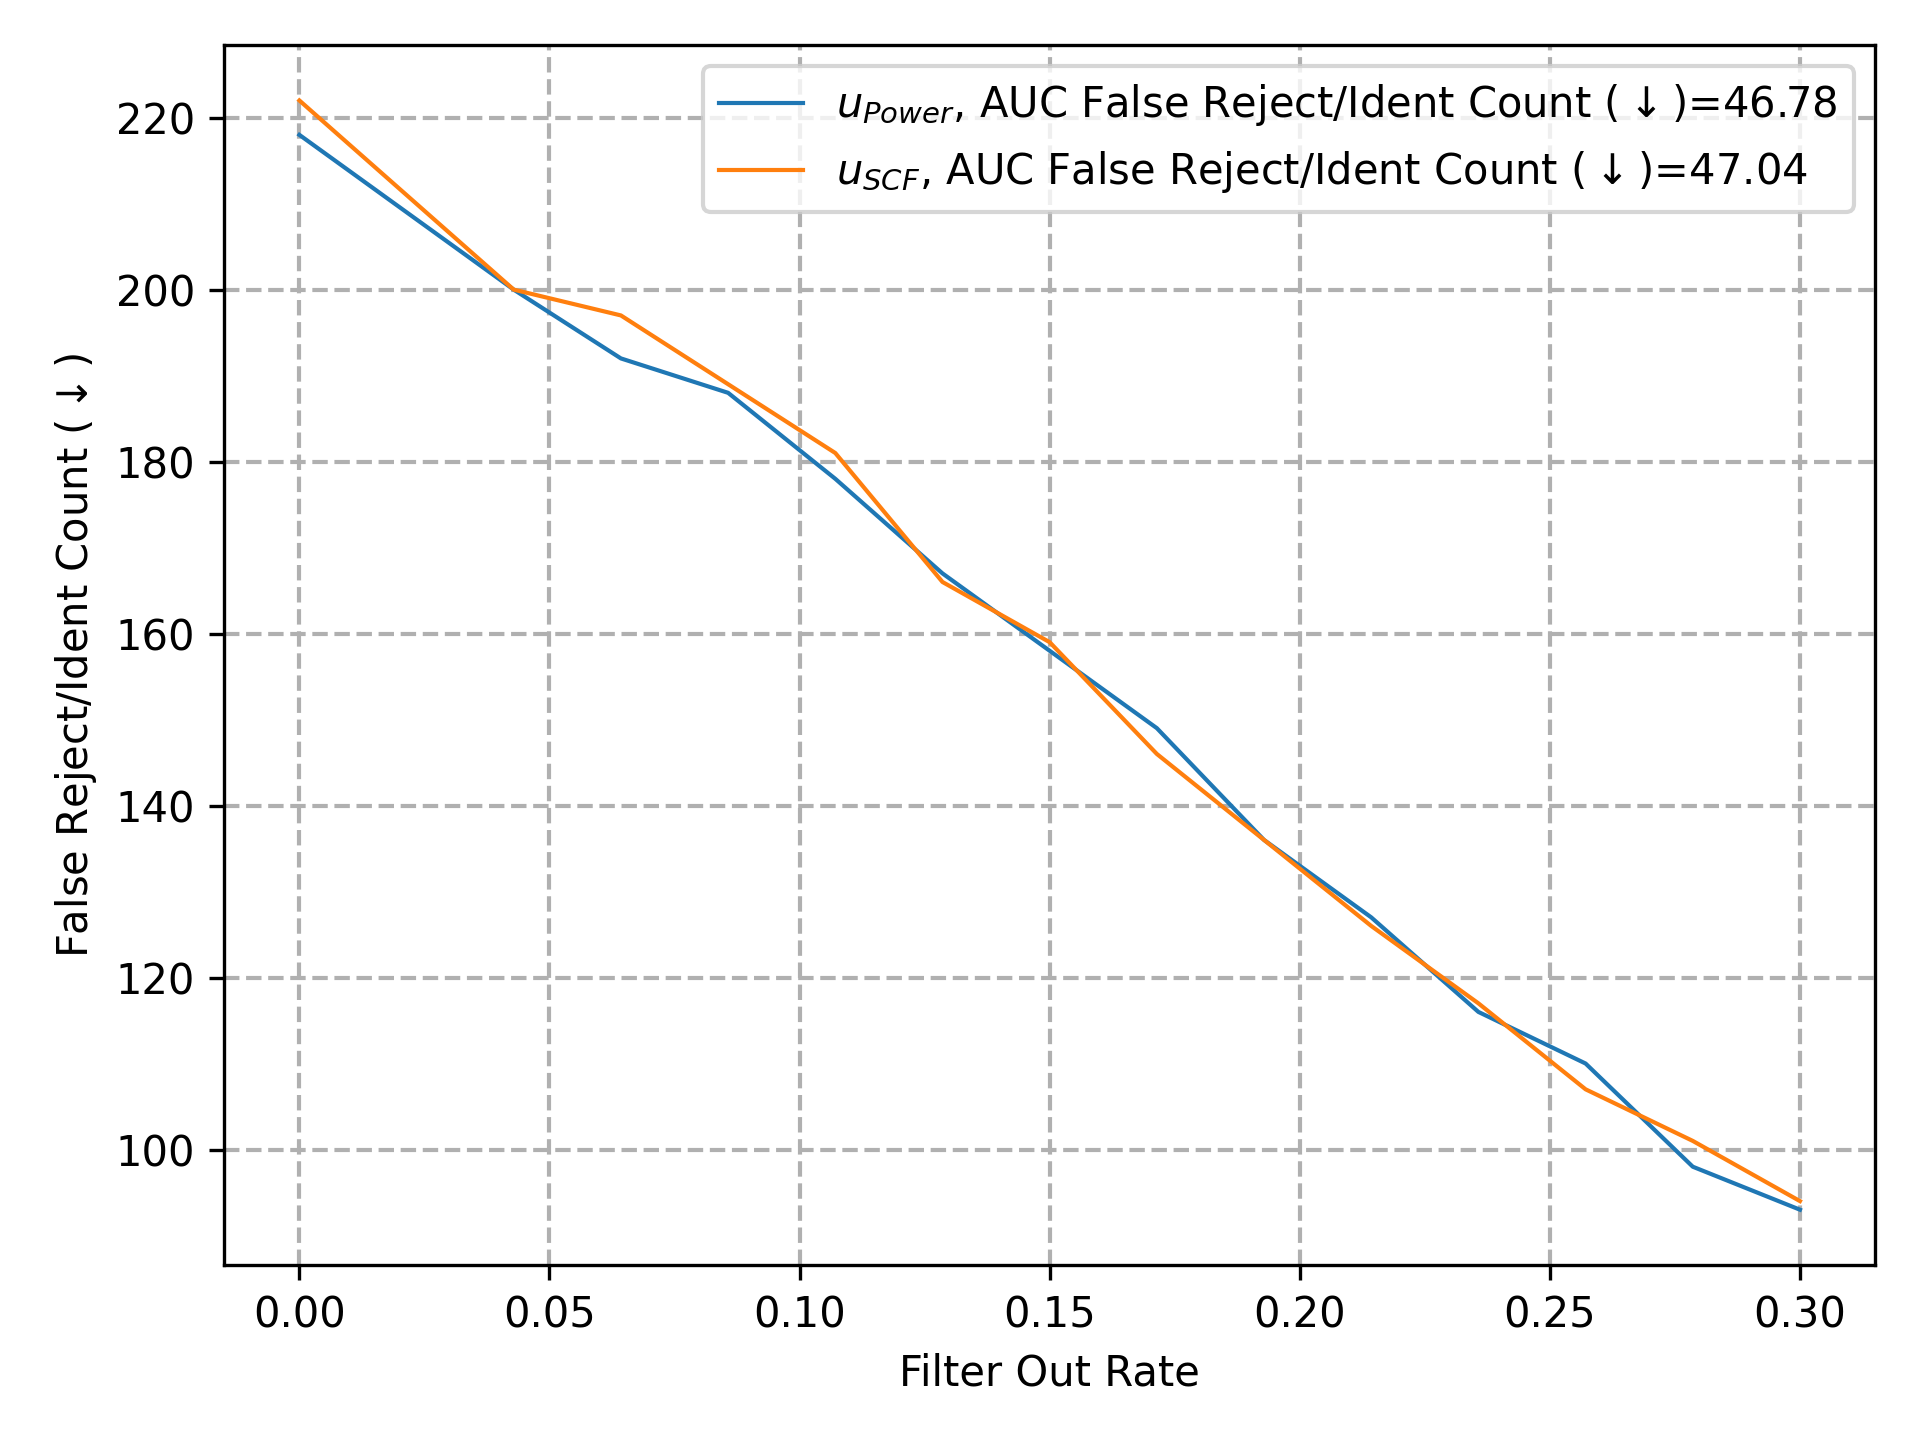 u_Power, AUC False Reject/Ident Count (↓)=46.78
u_SCF, AUC False Reject/Ident Count (↓)=47.04
False Reject/Ident Count (↓)
220
200
180
160
140
120
100
0.00 0.05 0.10 0.15 0.20 0.25 0.30
Filter Out Rate